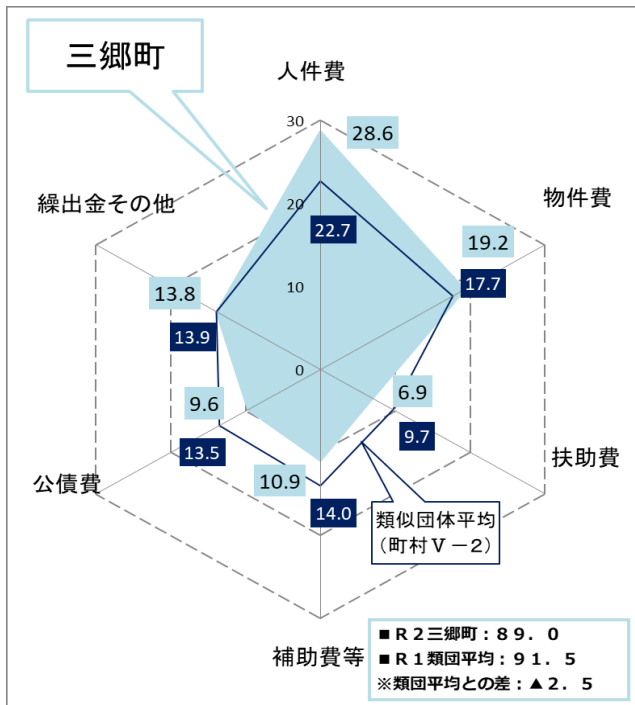 三郷町
人件費
30
28.6
繰出金その他
物件費
20
19.2
22.7
17.7
13.8
10
13.9
0
9.6
6.9
13.5
9.7
公債費
10.9
扶助費
14.0
類似団体平均
（町村Ⅴ－２）
補助費等
■Ｒ２三郷町：８９．０
■Ｒ１類団平均：９１．５
※類団平均との差：▲２．５